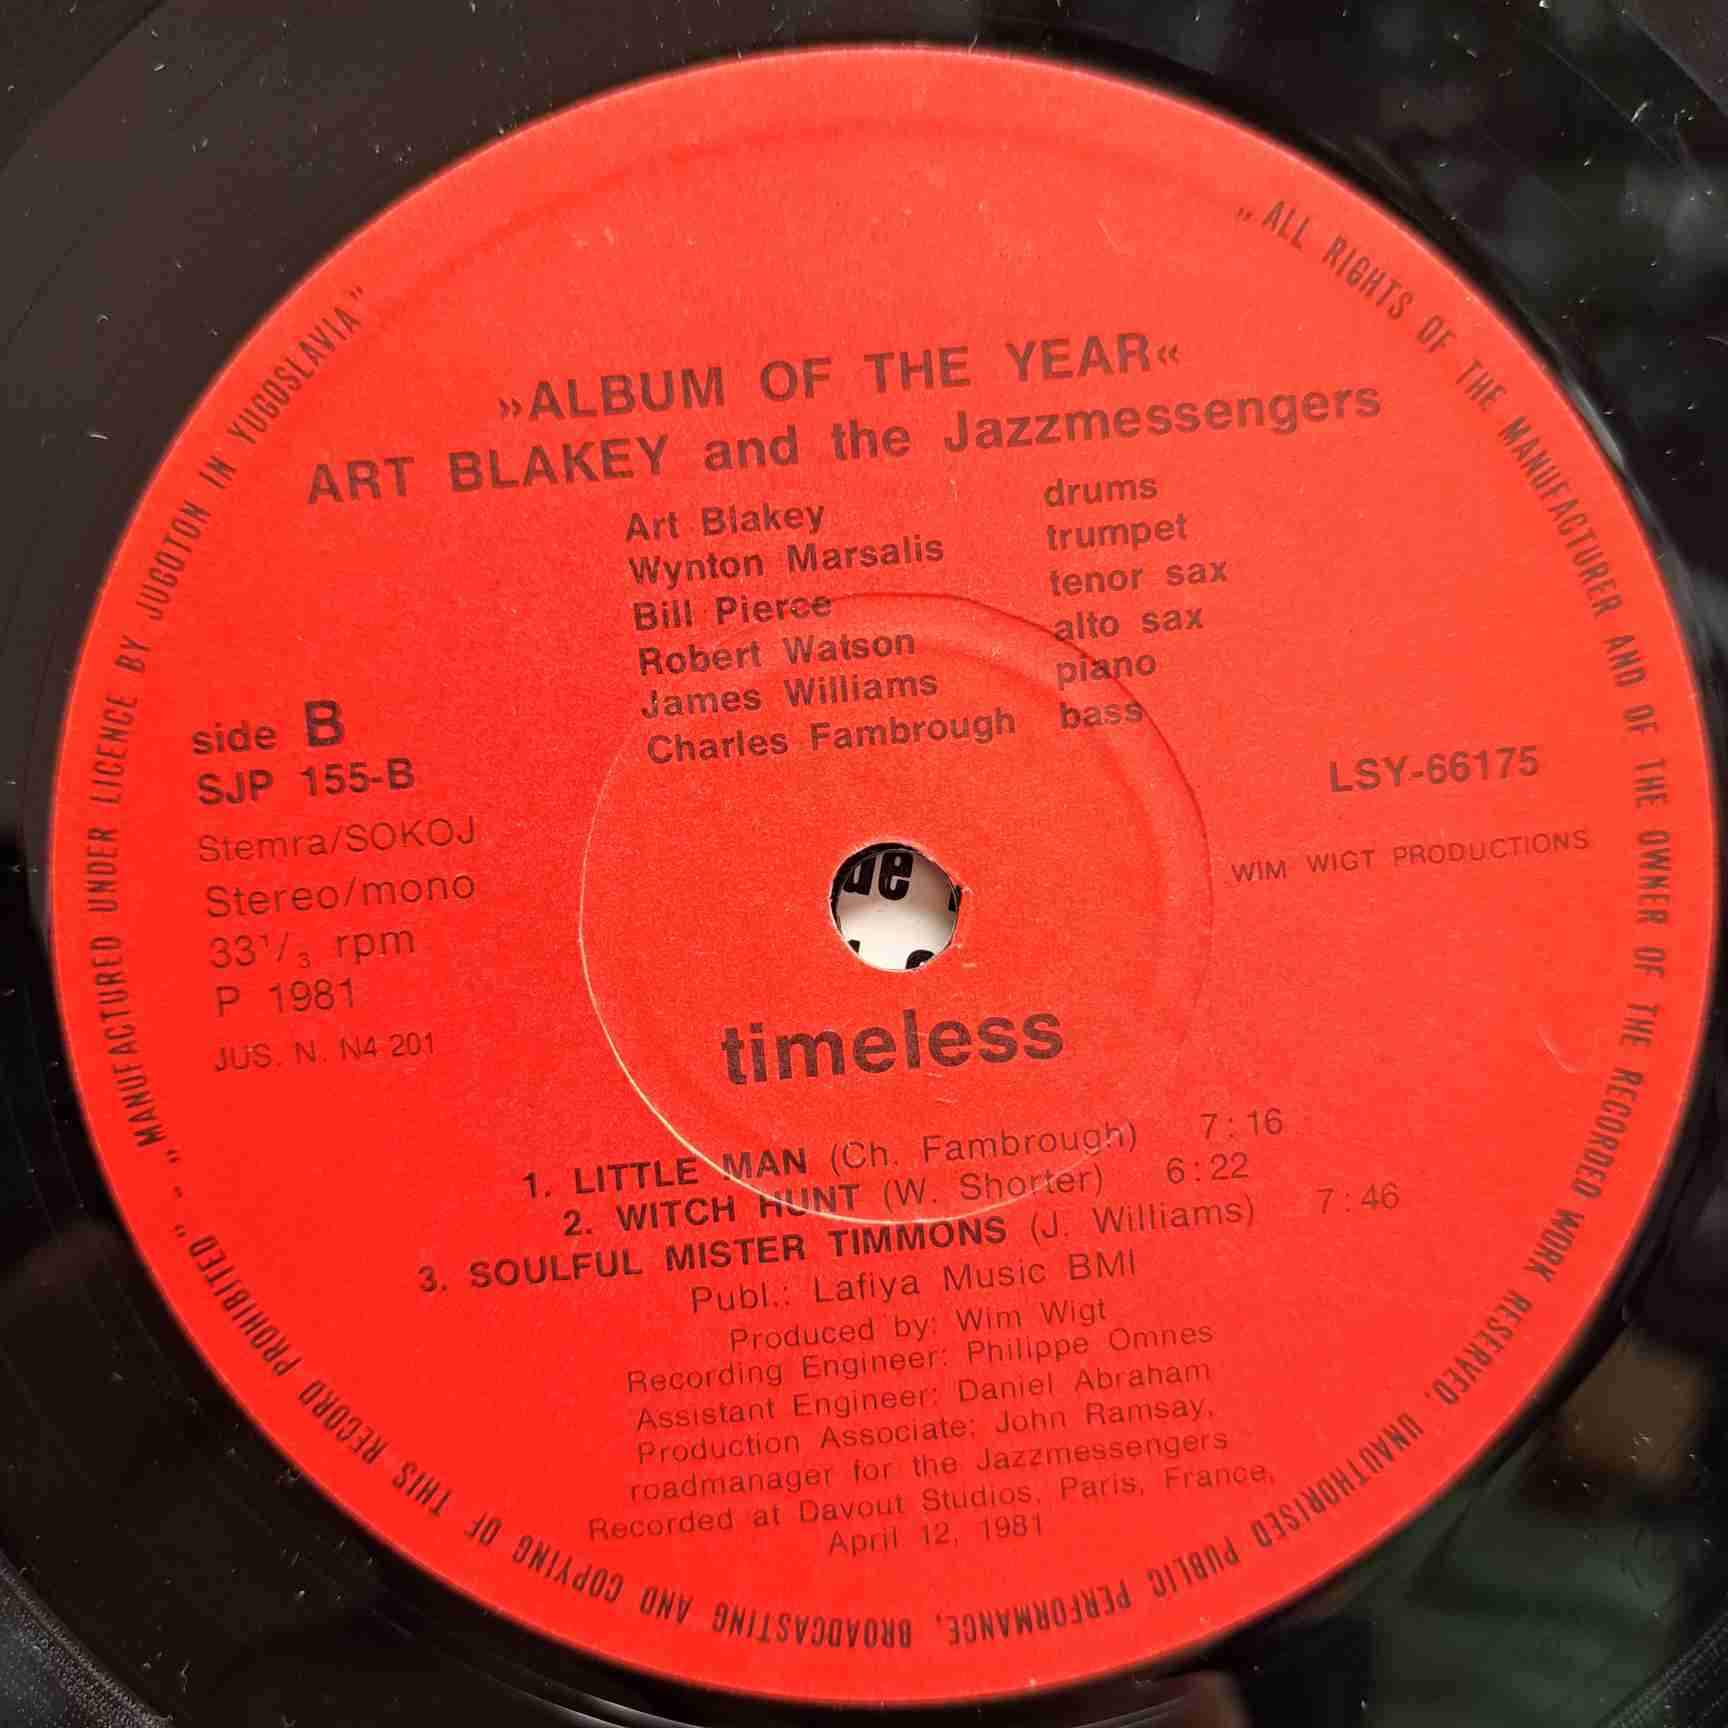 »ALBUM OF THE YEAR«
ART BLAKEY and the Jazzmessengers
Art Blakey drums
Wynton Marsalis trumpet
Bill Pierce tenor sax
Robert Watson alto sax
James Williams piano
Charles Fambrough bass
side B
SJP 155-B
Stemra/SOKOJ
Stereo/mono
33 1/3 rpm
P 1981
JUS. N. N4 201
LSY-66175
WIM WIGT PRODUCTIONS
timeless
1. LITTLE MAN (Ch. Fambrough) 7:16
2. WITCH HUNT (W. Shorter) 6:22
3. SOULFUL MISTER TIMMONS (J. Williams) 7:46
Publ.: Lafiya Music BMI
Produced by: Wim Wigt
Recording Engineer: Philippe Omnes
Assistant Engineer: Daniel Abraham
Production Associate: John Ramsay,
roadmanager for the Jazzmessengers
Recorded at Davout Studios, Paris, France,
April 12, 1981
„MANUFACTURED UNDER LICENCE BY JUGOTON IN YUGOSLAVIA”
„ALL RIGHTS OF THE MANUFACTURER AND OF THE OWNER OF THE RECORDED WORK RESERVED. UNAUTHORISED PUBLIC PERFORMANCE, BROADCASTING AND COPYING OF THIS RECORD PROHIBITED”